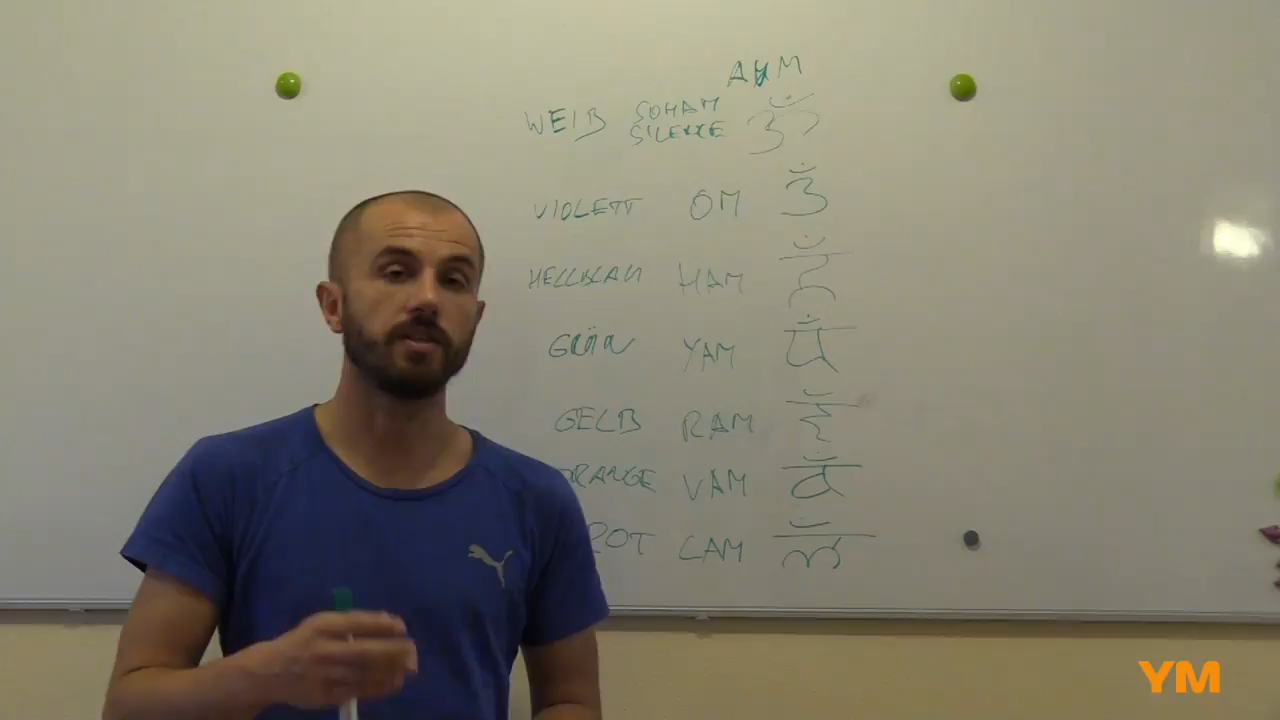 AUM
WEIß SOHAM ॐ
SILENCE
VIOLETT OM उँ
HELLBLAU HAM हँ
GRÜN YAM यँ
GELB RAM रँ
ORANGE VAM वँ
ROT LAM लँ
YM